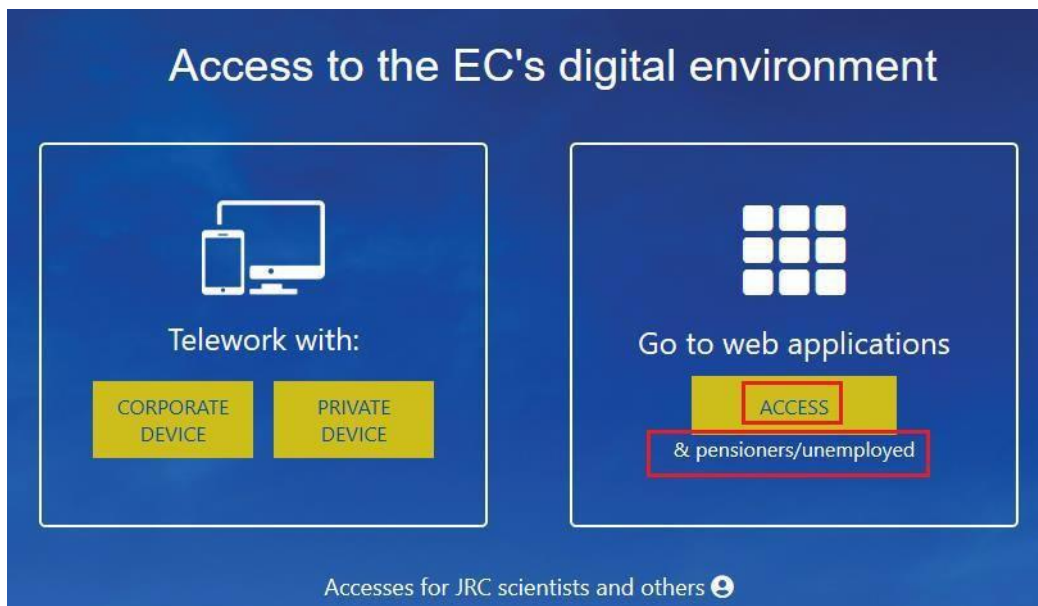 Access to the EC's digital environment
Telework with:
CORPORATE
DEVICE
PRIVATE
DEVICE
Go to web applications
ACCESS
& pensioners/unemployed
Accesses for JRC scientists and others